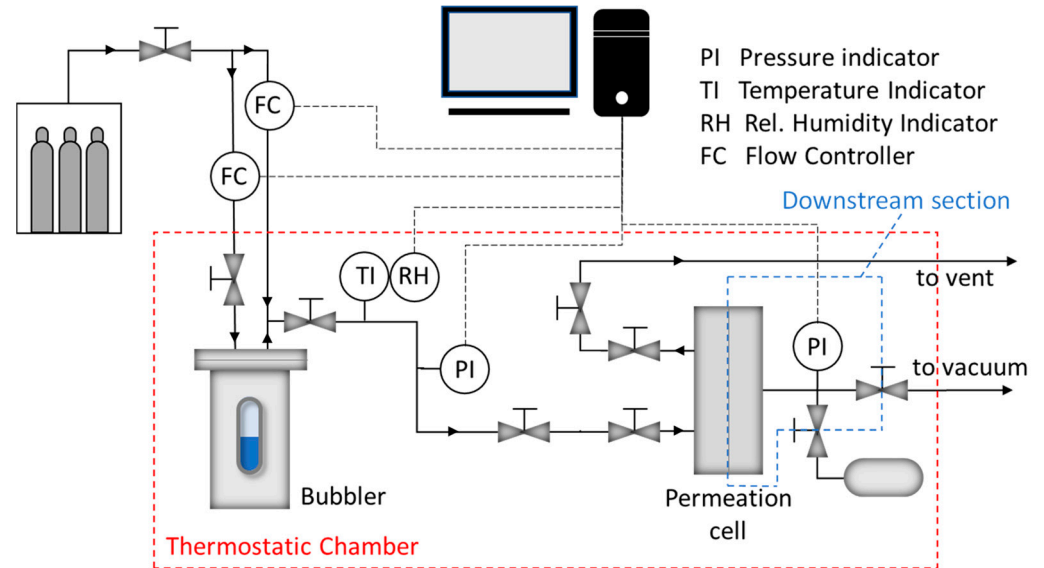 PI Pressure indicator
TI Temperature Indicator
RH Rel. Humidity Indicator
FC Flow Controller
FC
FC
Downstream section
TI
RH
to vent
PI
PI
to vacuum
Bubbler
Permeation
cell
Thermostatic Chamber